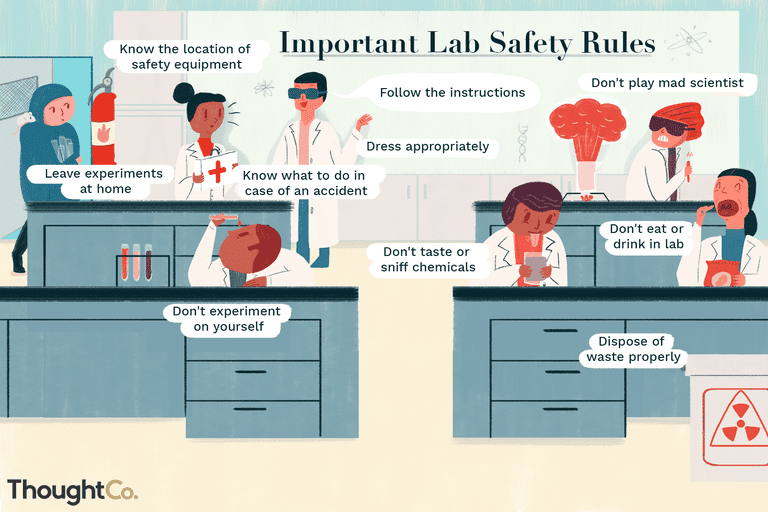 Important Lab Safety Rules
Know the location of
safety equipment
Follow the instructions
Don't play mad scientist
Dress appropriately
Leave experiments
at home
Know what to do in
case of an accident
Don't eat or
drink in lab
Don't taste or
sniff chemicals
Don't experiment
on yourself
Dispose of
waste properly
ThoughtCo.